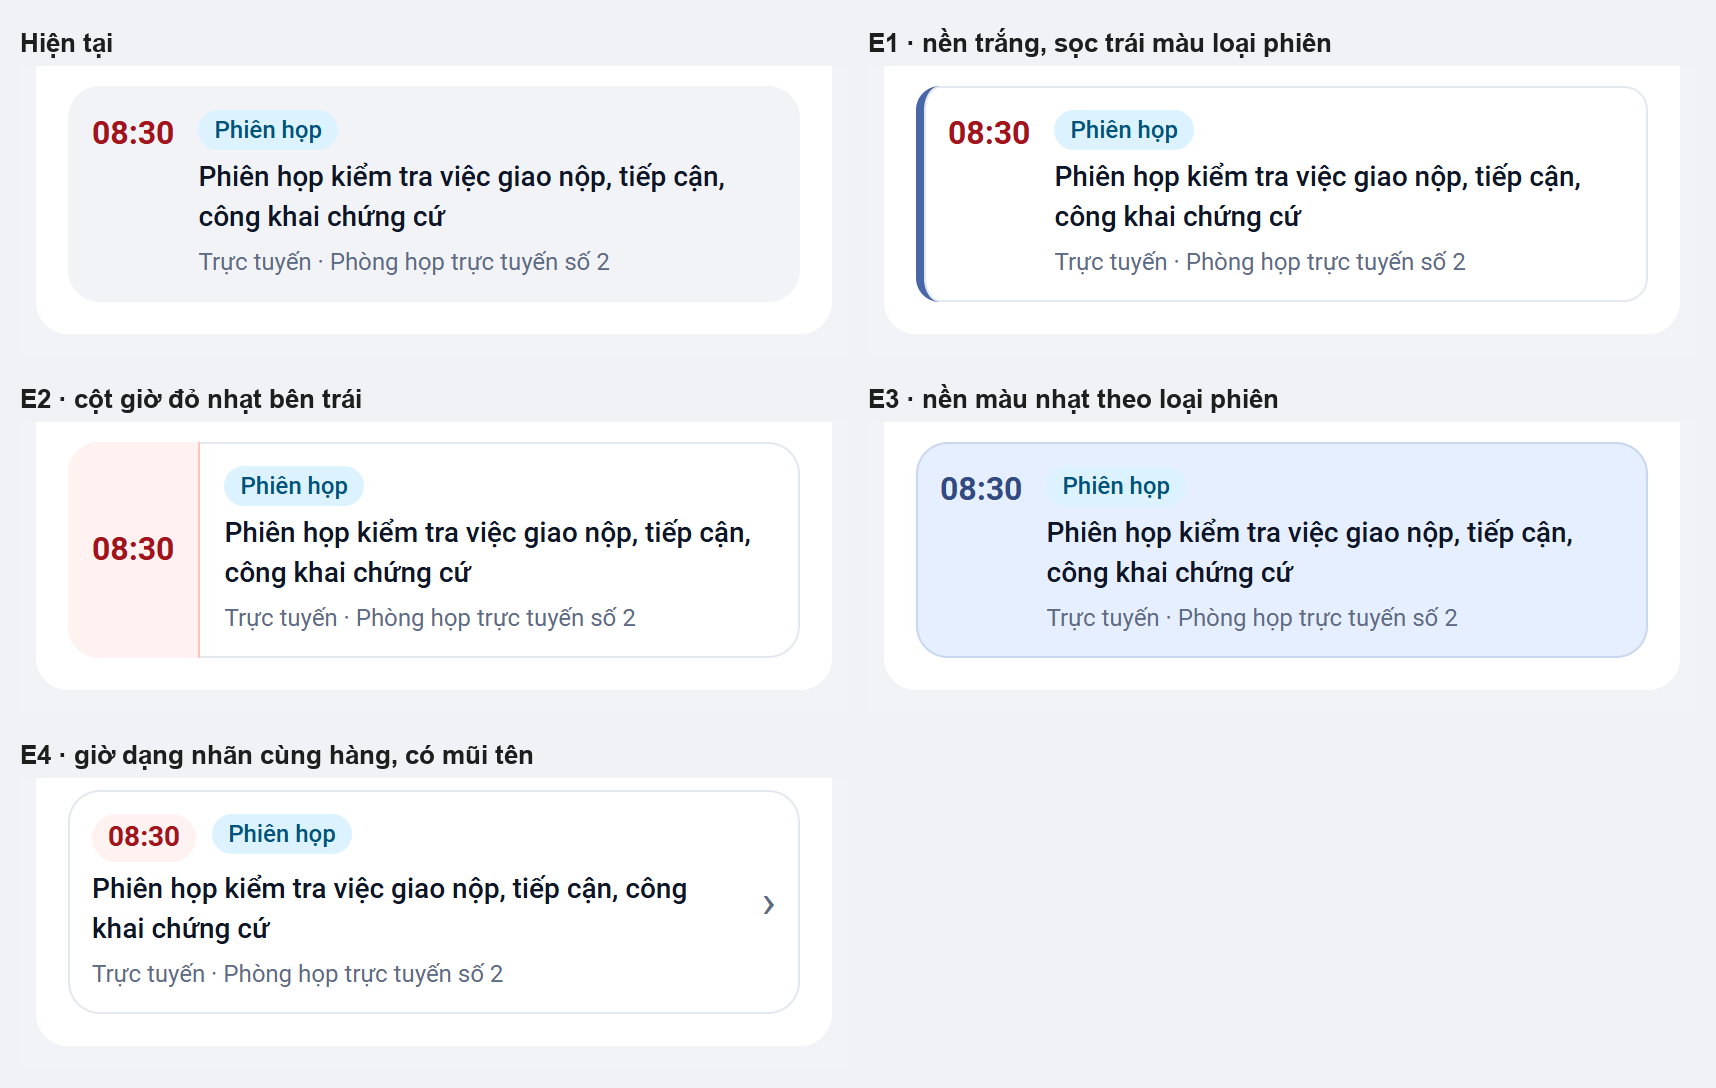 Hiện tại
08:30
Phiên họp
Phiên họp kiểm tra việc giao nộp, tiếp cận,
công khai chứng cứ
Trực tuyến · Phòng họp trực tuyến số 2
E1 · nền trắng, sọc trái màu loại phiên
08:30
Phiên họp
Phiên họp kiểm tra việc giao nộp, tiếp cận,
công khai chứng cứ
Trực tuyến · Phòng họp trực tuyến số 2
E2 · cột giờ đỏ nhạt bên trái
08:30
Phiên họp
Phiên họp kiểm tra việc giao nộp, tiếp cận,
công khai chứng cứ
Trực tuyến · Phòng họp trực tuyến số 2
E3 · nền màu nhạt theo loại phiên
08:30
Phiên họp
Phiên họp kiểm tra việc giao nộp, tiếp cận,
công khai chứng cứ
Trực tuyến · Phòng họp trực tuyến số 2
E4 · giờ dạng nhãn cùng hàng, có mũi tên
08:30
Phiên họp
Phiên họp kiểm tra việc giao nộp, tiếp cận, công
khai chứng cứ
Trực tuyến · Phòng họp trực tuyến số 2